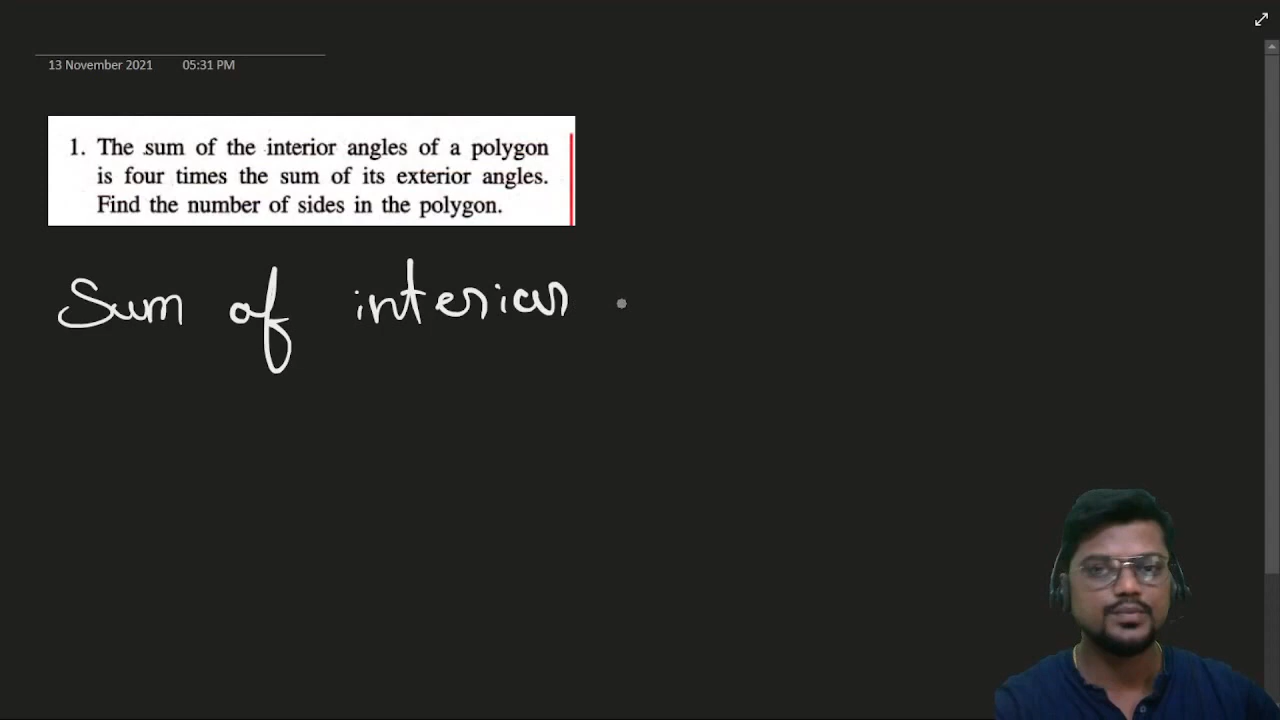 13 November 2021 05:31 PM
1. The sum of the interior angles of a polygon
is four times the sum of its exterior angles.
Find the number of sides in the polygon.
Sum of interior